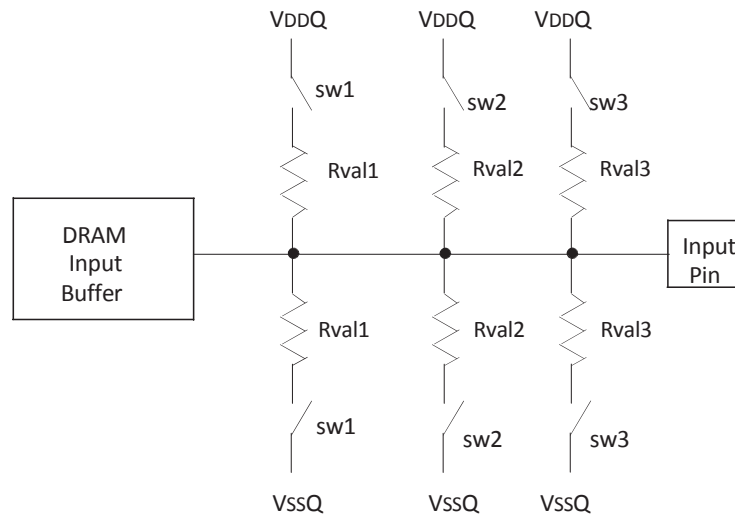 VDDQ VDDQ VDDQ
sw1 sw2 sw3
Rval1 Rval2 Rval3
DRAM
Input
Buffer
Input
Pin
Rval1 Rval2 Rval3
sw1 sw2 sw3
VSSQ VSSQ VSSQ